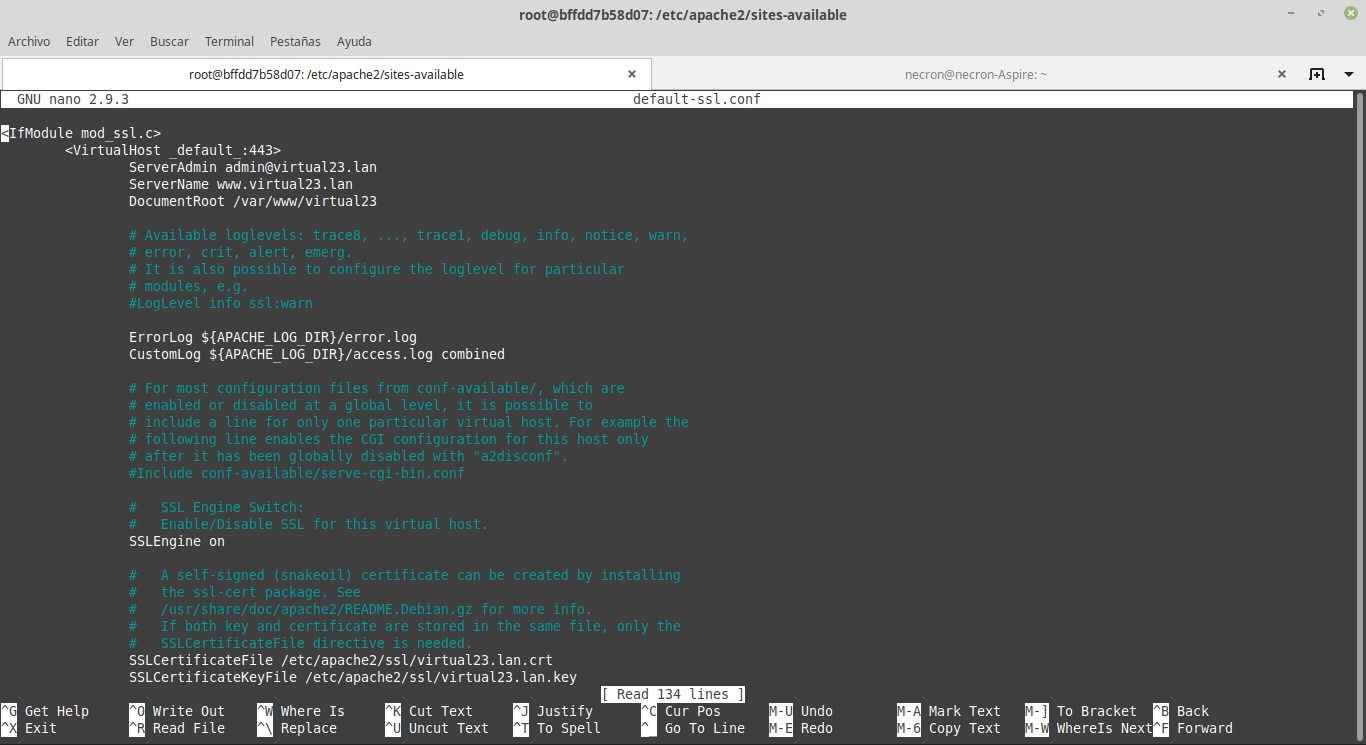 root@bffdd7b58d07: /etc/apache2/sites-available
Archivo Editar Ver Buscar Terminal Pestañas Ayuda
root@bffdd7b58d07: /etc/apache2/sites-available × necron@necron-Aspire: ~ ×
GNU nano 2.9.3 default-ssl.conf
<IfModule mod_ssl.c>
<VirtualHost _default_:443>
ServerAdmin admin@virtual23.lan
ServerName www.virtual23.lan
DocumentRoot /var/www/virtual23
# Available loglevels: trace8, ..., trace1, debug, info, notice, warn,
# error, crit, alert, emerg.
# It is also possible to configure the loglevel for particular
# modules, e.g.
#LogLevel info ssl:warn
ErrorLog ${APACHE_LOG_DIR}/error.log
CustomLog ${APACHE_LOG_DIR}/access.log combined
# For most configuration files from conf-available/, which are
# enabled or disabled at a global level, it is possible to
# include a line for only one particular virtual host. For example the
# following line enables the CGI configuration for this host only
# after it has been globally disabled with "a2disconf".
#Include conf-available/serve-cgi-bin.conf
# SSL Engine Switch:
# Enable/Disable SSL for this virtual host.
SSLEngine on
# A self-signed (snakeoil) certificate can be created by installing
# the ssl-cert package. See
# /usr/share/doc/apache2/README.Debian.gz for more info.
# If both key and certificate are stored in the same file, only the
# SSLCertificateFile directive is needed.
SSLCertificateFile /etc/apache2/ssl/virtual23.lan.crt
SSLCertificateKeyFile /etc/apache2/ssl/virtual23.lan.key
[ Read 134 lines ]
^G Get Help ^O Write Out ^W Where Is ^K Cut Text ^J Justify ^C Cur Pos M-U Undo M-A Mark Text M-] To Bracket ^B Back
^X Exit ^R Read File ^\ Replace ^U Uncut Text ^T To Spell ^_ Go To Line M-E Redo M-6 Copy Text M-W WhereIs Next ^F Forward